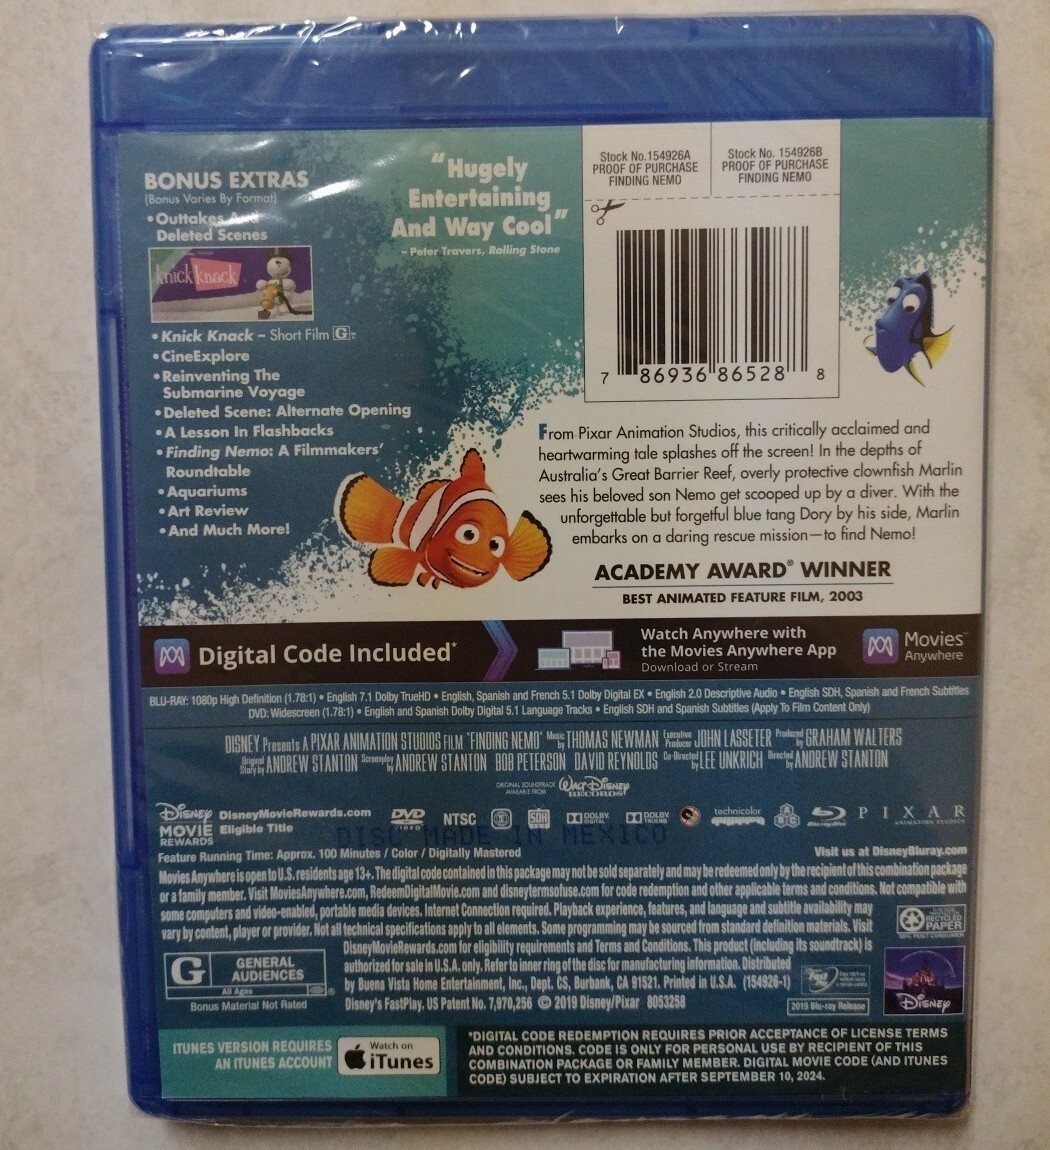 BONUS EXTRAS
(Bonus Varies By Format)
• Outtakes And
Deleted Scenes
knick knack
• Knick Knack – Short Film G
• CineExplore
• Reinventing The
Submarine Voyage
• Deleted Scene: Alternate Opening
• A Lesson In Flashbacks
• Finding Nemo: A Filmmakers'
Roundtable
• Aquariums
• Art Review
• And Much More!
"Hugely
Entertaining
And Way Cool"
– Peter Travers, Rolling Stone
Stock No.154926A
PROOF OF PURCHASE
FINDING NEMO
Stock No. 154926B
PROOF OF PURCHASE
FINDING NEMO
7 86936 86528 8
From Pixar Animation Studios, this critically acclaimed and
heartwarming tale splashes off the screen! In the depths of
Australia's Great Barrier Reef, overly protective clownfish Marlin
sees his beloved son Nemo get scooped up by a diver. With the
unforgettable but forgetful blue tang Dory by his side, Marlin
embarks on a daring rescue mission—to find Nemo!
ACADEMY AWARD® WINNER
BEST ANIMATED FEATURE FILM, 2003
Digital Code Included*
Watch Anywhere with
the Movies Anywhere App
Download or Stream
Movies™
Anywhere
BLU-RAY: 1080p High Definition (1.78:1) • English 7.1 Dolby TrueHD • English, Spanish and French 5.1 Dolby Digital EX • English 2.0 Descriptive Audio • English SDH, Spanish and French Subtitles
DVD: Widescreen (1.78:1) • English and Spanish Dolby Digital 5.1 Language Tracks • English SDH and Spanish Subtitles (Apply To Film Content Only)
DISNEY Presents A PIXAR ANIMATION STUDIOS FILM "FINDING NEMO" Music by THOMAS NEWMAN Executive Producer JOHN LASSETER Produced by GRAHAM WALTERS
Original Story by ANDREW STANTON Screenplay by ANDREW STANTON BOB PETERSON DAVID REYNOLDS Co-Directed by LEE UNKRICH Directed by ANDREW STANTON
ORIGINAL SOUNDTRACK AVAILABLE FROM WALT DISNEY RECORDS
DISNEY MOVIE REWARDS
DisneyMovieRewards.com
Eligible Title
DVD VIDEO NTSC SDH DOLBY DIGITAL DOLBY TRUEHD technicolor ABC Blu-ray Disc PIXAR ANIMATION STUDIOS
DISC MADE IN MEXICO
Feature Running Time: Approx. 100 Minutes / Color / Digitally Mastered
Visit us at DisneyBluray.com
Movies Anywhere is open to U.S. residents age 13+. The digital code contained in this package may not be sold separately and may be redeemed only by the recipient of this combination package
or a family member. Visit MoviesAnywhere.com, RedeemDigitalMovie.com and disneytermsofuse.com for code redemption and other applicable terms and conditions. Not compatible with
some computers and video-enabled, portable media devices. Internet Connection required. Playback experience, features, and language and subtitle availability may
vary by content, player or provider. Not all technical specifications apply to all elements. Some programming may be sourced from standard definition materials. Visit
DisneyMovieRewards.com for eligibility requirements and Terms and Conditions. This product (including its soundtrack) is
authorized for sale in U.S.A. only. Refer to inner ring of the disc for manufacturing information. Distributed
by Buena Vista Home Entertainment, Inc., Dept. CS, Burbank, CA, 91521. Printed in U.S.A. (154926-1)
Disney's FastPlay, US Patent No. 7,970,256 © 2019 Disney/Pixar 8053258
RECYCLED
PAPER
G GENERAL
AUDIENCES
All Ages
®
Bonus Material Not Rated
2019 Blu-ray Release
Disney
ITUNES VERSION REQUIRES
AN ITUNES ACCOUNT
Watch on
iTunes
*DIGITAL CODE REDEMPTION REQUIRES PRIOR ACCEPTANCE OF LICENSE TERMS
AND CONDITIONS. CODE IS ONLY FOR PERSONAL USE BY RECIPIENT OF THIS
COMBINATION PACKAGE OR FAMILY MEMBER. DIGITAL MOVIE CODE (AND ITUNES
CODE) SUBJECT TO EXPIRATION AFTER SEPTEMBER 10, 2024.